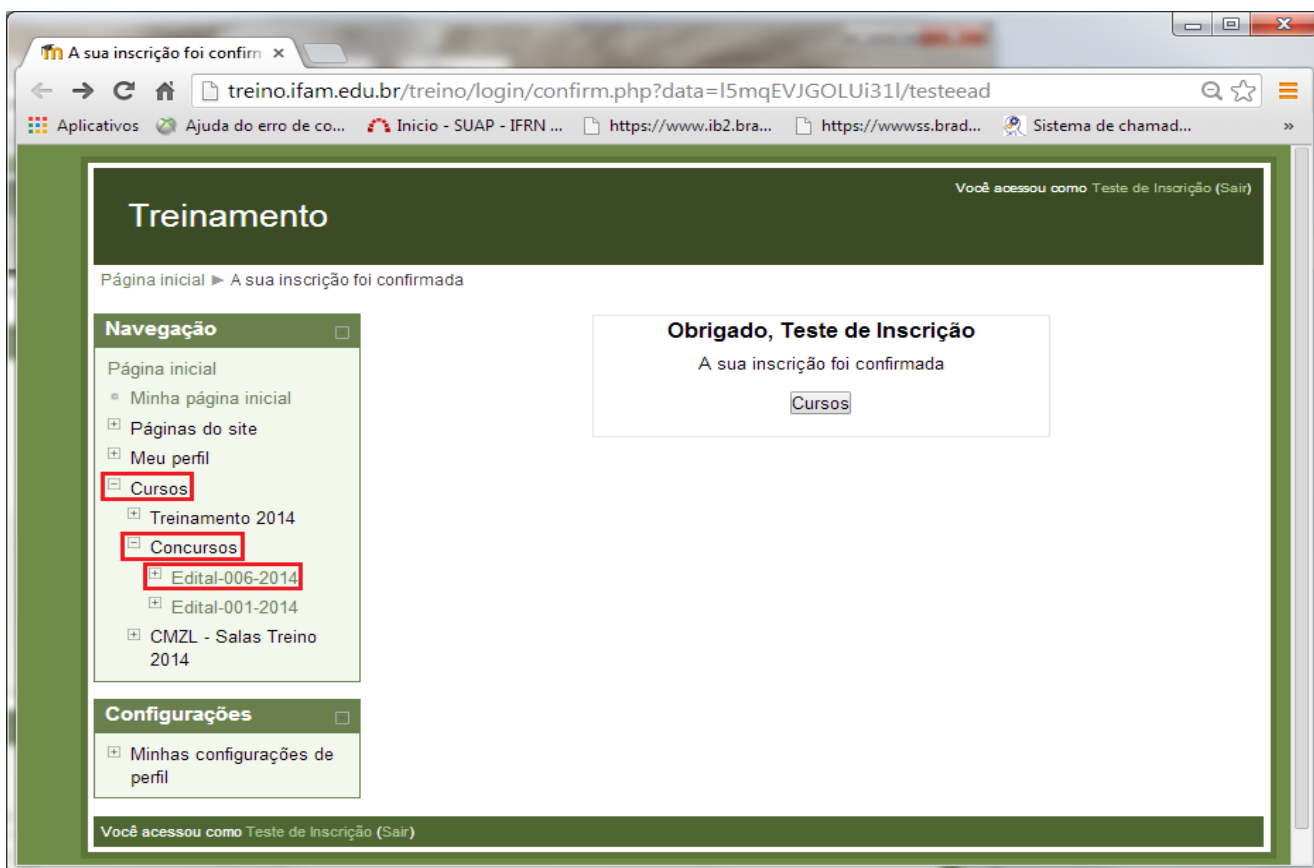 A sua inscrição foi confirm
treino.ifam.edu.br/treino/login/confirm.php?data=l5mqEVJGOLUi31l/testeead
Aplicativos Ajuda do erro de co... Inicio - SUAP - IFRN ... https://www.ib2.bra... https://wwwss.brad... Sistema de chamad... »
Você acessou como Teste de Inscrição (Sair)
Treinamento
Página inicial ► A sua inscrição foi confirmada
Navegação
Página inicial
Minha página inicial
Páginas do site
Meu perfil
Cursos
Treinamento 2014
Concursos
Edital-006-2014
Edital-001-2014
CMZL - Salas Treino
2014
Obrigado, Teste de Inscrição
A sua inscrição foi confirmada
Cursos
Configurações
Minhas configurações de
perfil
Você acessou como Teste de Inscrição (Sair)